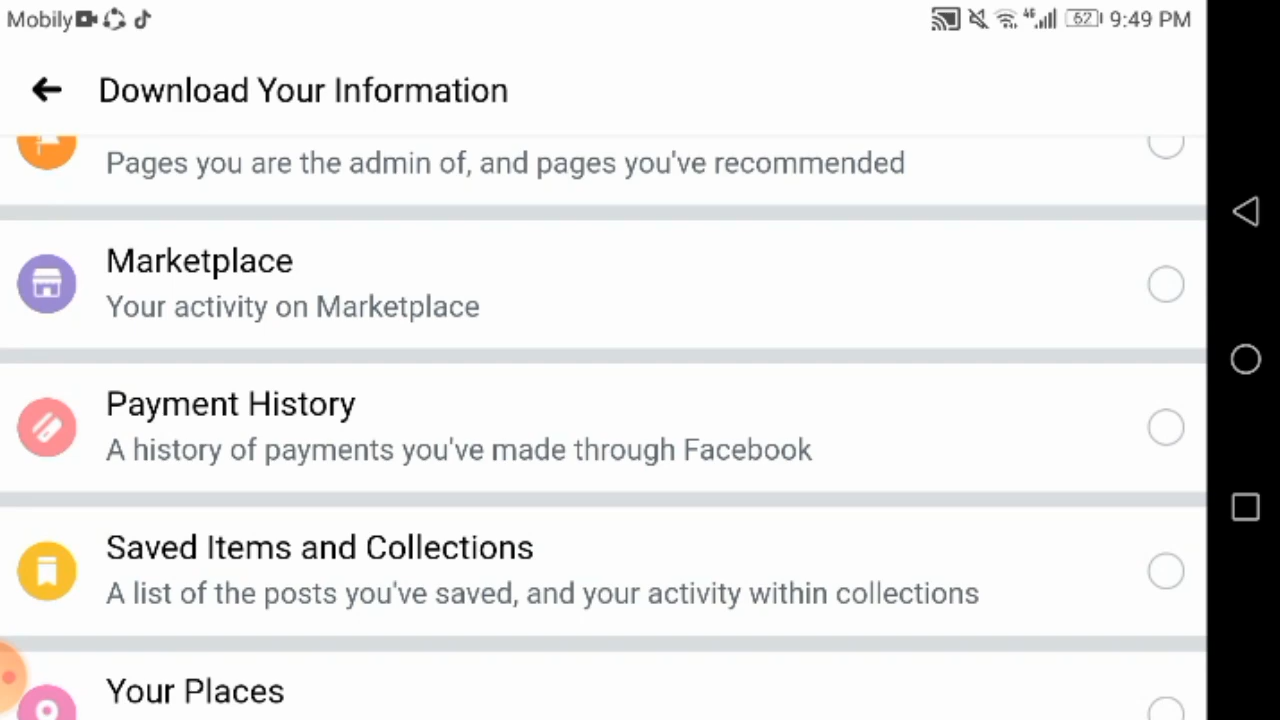 Mobily 4G 62 9:49 PM
Download Your Information
Pages you are the admin of, and pages you've recommended
Marketplace
Your activity on Marketplace
Payment History
A history of payments you've made through Facebook
Saved Items and Collections
A list of the posts you've saved, and your activity within collections
Your Places